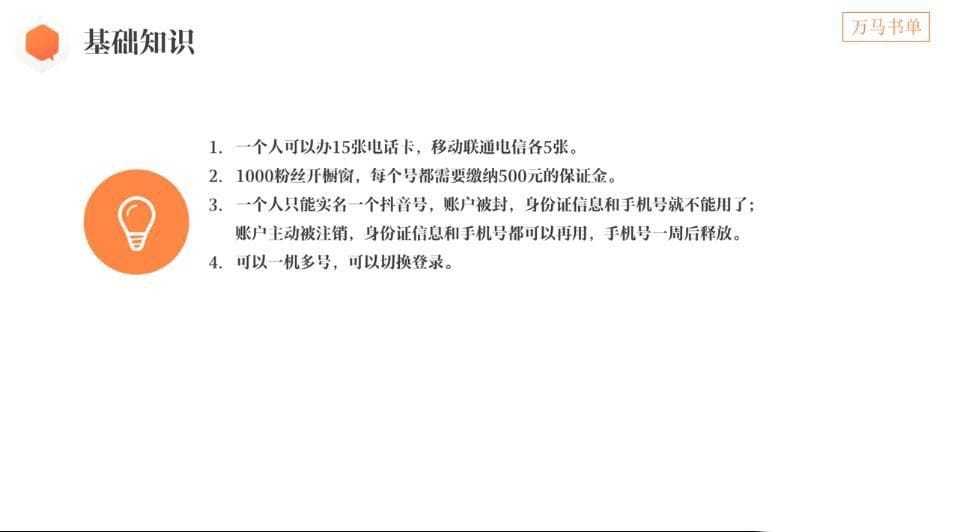 基础知识
万马书单
1. 一个人可以办15张电话卡，移动联通电信各5张。
2. 1000粉丝开橱窗，每个号都需要缴纳500元的保证金。
3. 一个人只能实名一个抖音号，账户被封，身份证信息和手机号就不能用了；
账户主动被注销，身份证信息和手机号都可以再用，手机号一周后释放。
4. 可以一机多号，可以切换登录。